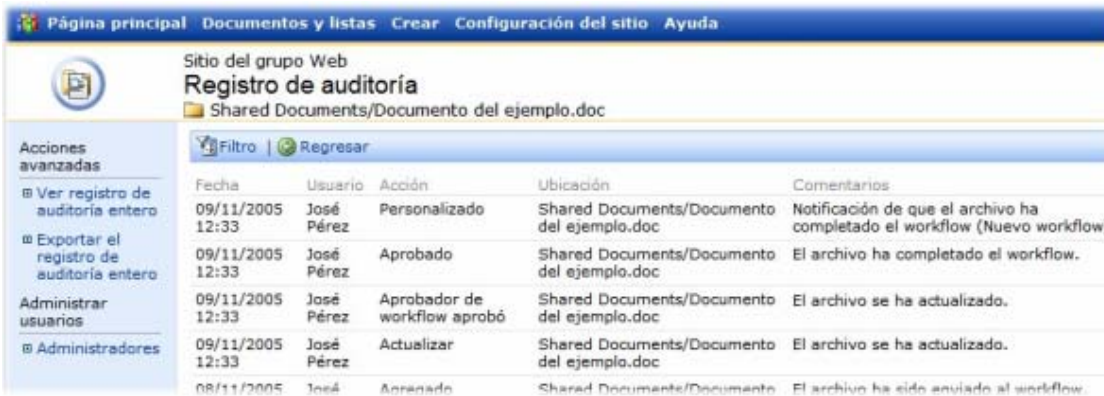 Página principal Documentos y listas Crear Configuración del sitio Ayuda
Sitio del grupo Web
Registro de auditoría
Shared Documents/Documento del ejemplo.doc
Acciones
avanzadas
Ver registro de
auditoría entero
Exportar el
registro de
auditoría entero
Administrar
usuarios
Administradores
Filtro | Regresar
Fecha Usuario Acción Ubicación Comentarios
09/11/2005 José Personalizado Shared Documents/Documento Notificación de que el archivo ha
12:33 Pérez del ejemplo.doc completado el workflow (Nuevo workflow)
09/11/2005 José Aprobado Shared Documents/Documento El archivo ha completado el workflow.
12:33 Pérez del ejemplo.doc
09/11/2005 José Aprobador de Shared Documents/Documento El archivo se ha actualizado.
12:33 Pérez workflow aprobó del ejemplo.doc
09/11/2005 José Actualizar Shared Documents/Documento El archivo se ha actualizado.
12:33 Pérez del ejemplo.doc
08/11/2005 José Agregado Shared Documents/Documento El archivo ha sido enviado al workflow.